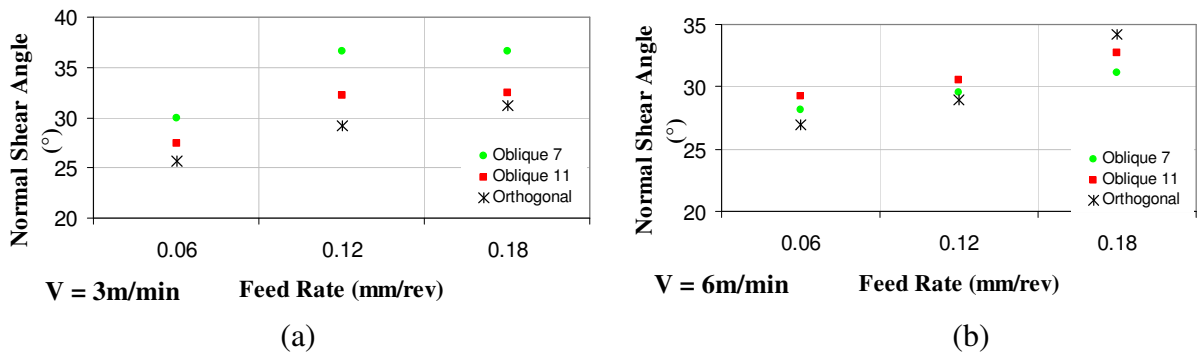 40
35
30
25
20
Normal Shear Angle
(°)
Oblique 7
Oblique 11
Orthogonal
0.06
0.12
0.18
V = 3m/min
Feed Rate (mm/rev)
(a)
35
30
25
20
Normal Shear Angle
(°)
Oblique 7
Oblique 11
Orthogonal
0.06
0.12
0.18
V = 6m/min
Feed Rate (mm/rev)
(b)